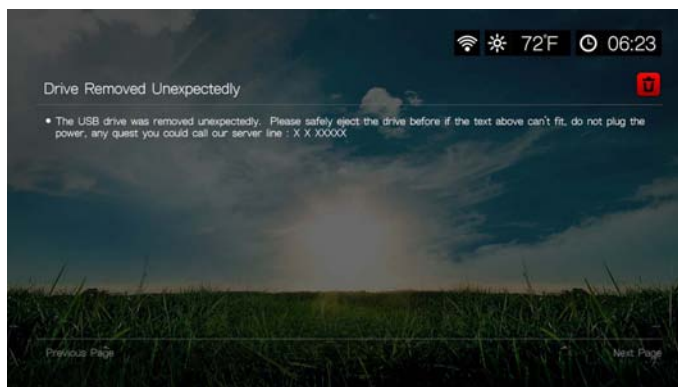 72°F 06:23
Drive Removed Unexpectedly
• The USB drive was removed unexpectedly. Please safely eject the drive before if the text above can't fit, do not plug the
power, any quest you could call our server line : X X XXXXX
Previous Page Next Page